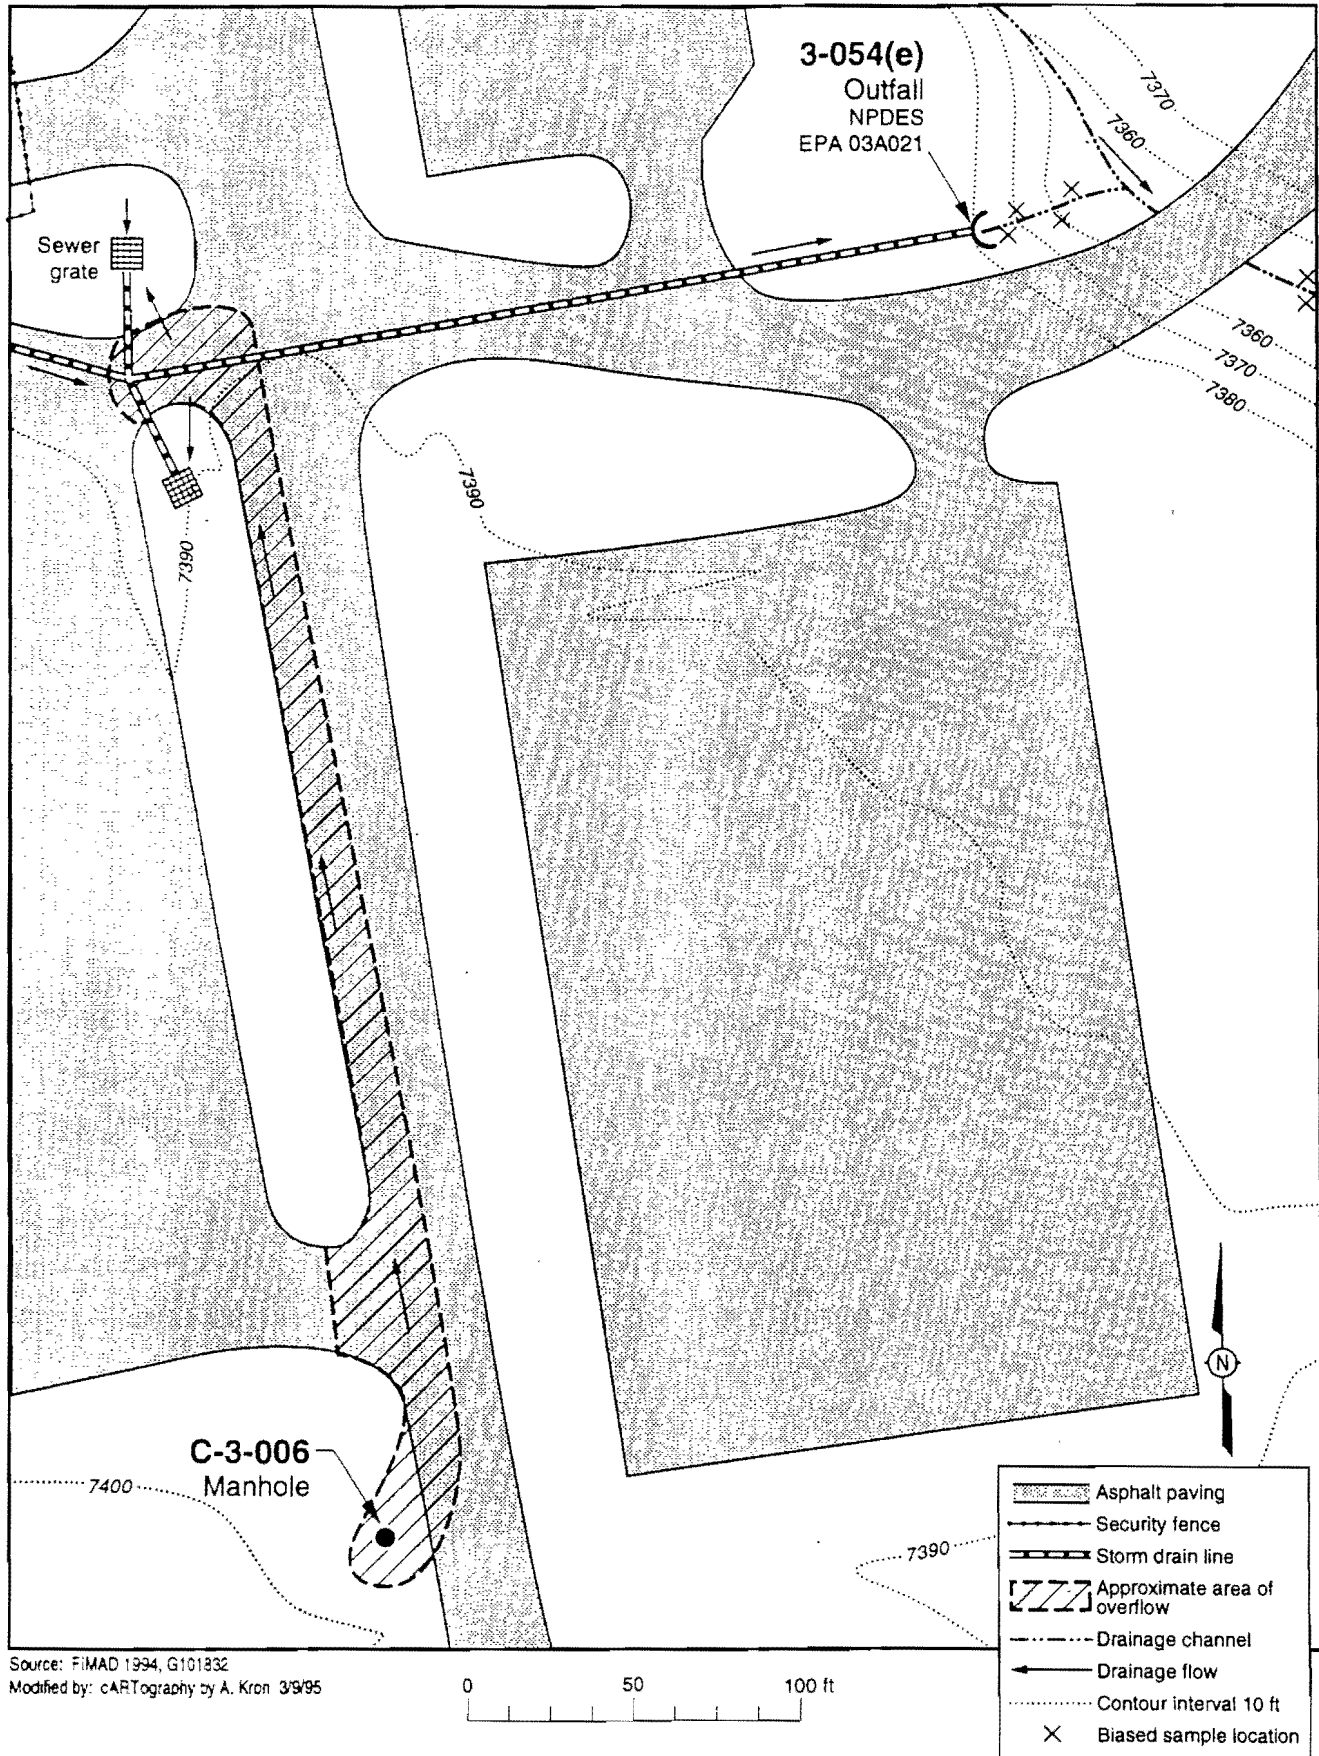 3-054(e)
Outfall
NPDES
EPA 03A021
7370
7360
Sewer
grate
7360
7370
7380
7390
7390
C-3-006
Manhole
7400
7390
N
Asphalt paving
Security fence
Storm drain line
Approximate area of
overflow
Drainage channel
Drainage flow
Contour interval 10 ft
Biased sample location
Source: FIMAD 1994, G101832
Modified by: cARTography by A. Kron 3/9/95
0 50 100 ft